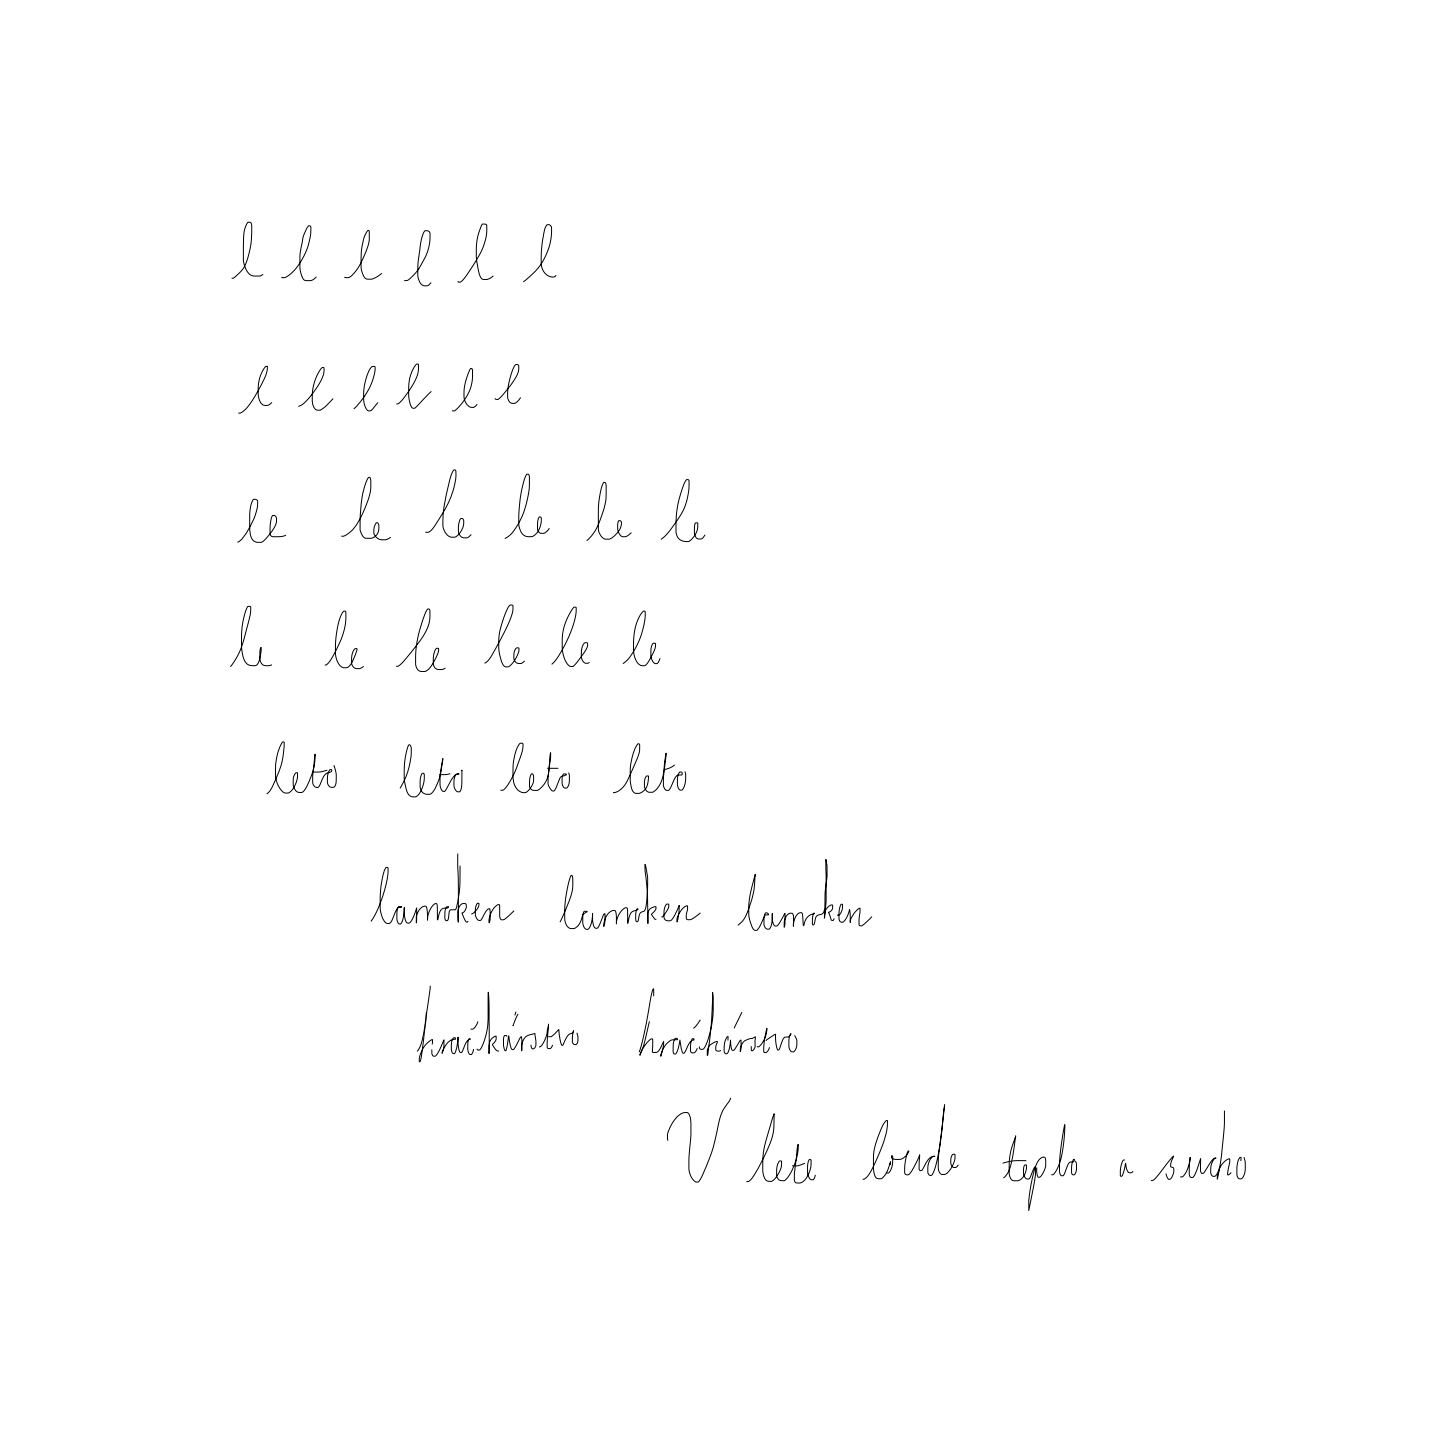 l l l l l l
l l l l l l
le le le le le le
le le le le le le
leto leto leto leto
lamoken lamoken lamoken
hračkárstvo hračkárstvo
V lete bude teplo a sucho